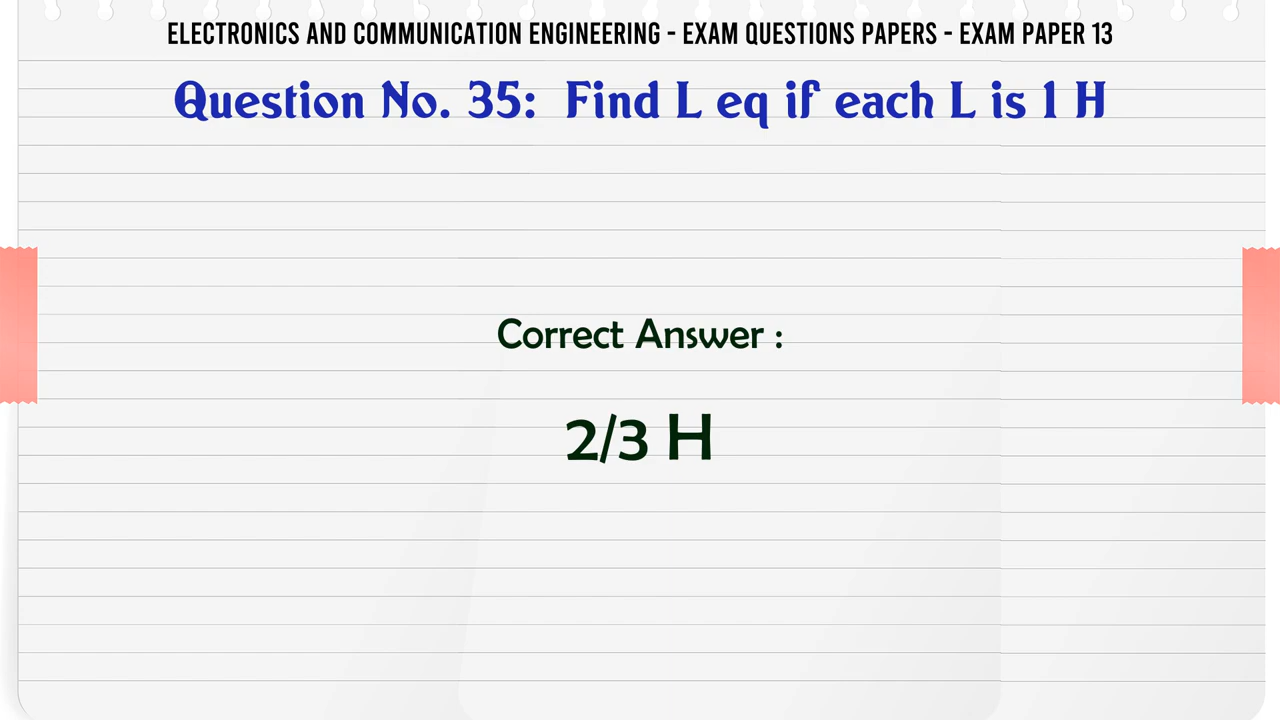 ELECTRONICS AND COMMUNICATION ENGINEERING - EXAM QUESTIONS PAPERS - EXAM PAPER 13
Question No. 35: Find L eq if each L is 1 H
Correct Answer :
2/3 H